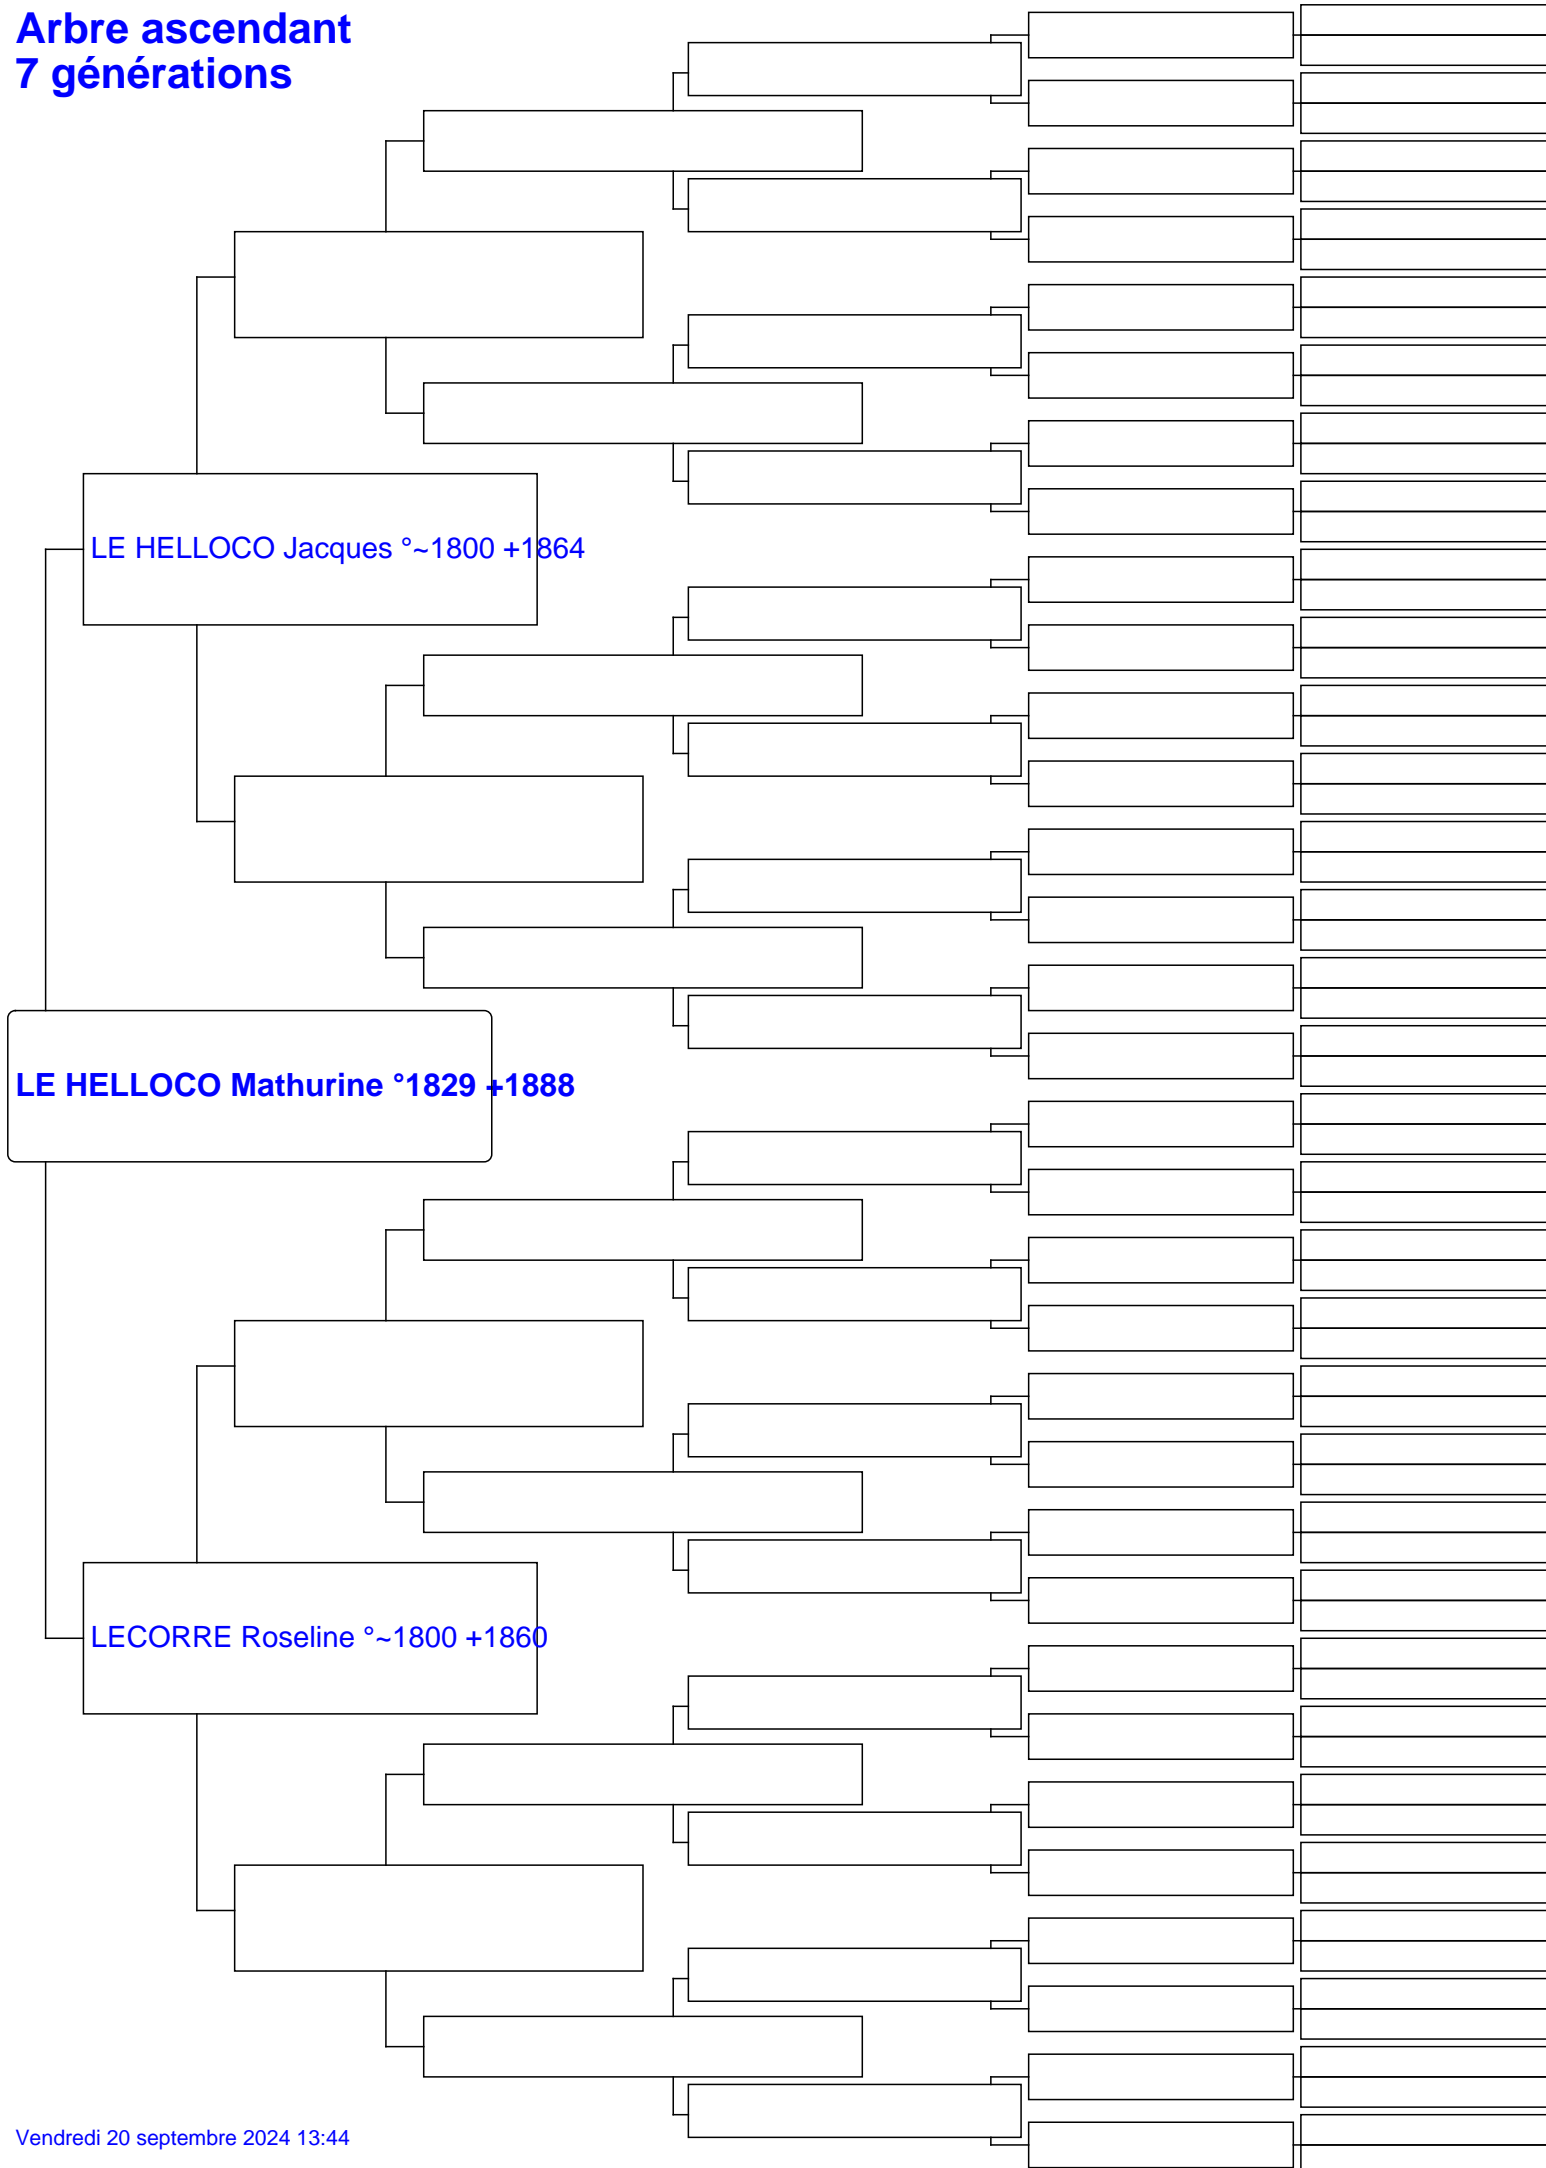 Arbre ascendant
7 générations
LE HELLOCO Jacques °~1800 +1864
LE HELLOCO Mathurine °1829 +1888
LECORRE Roseline °~1800 +1860
Vendredi 20 septembre 2024 13:44